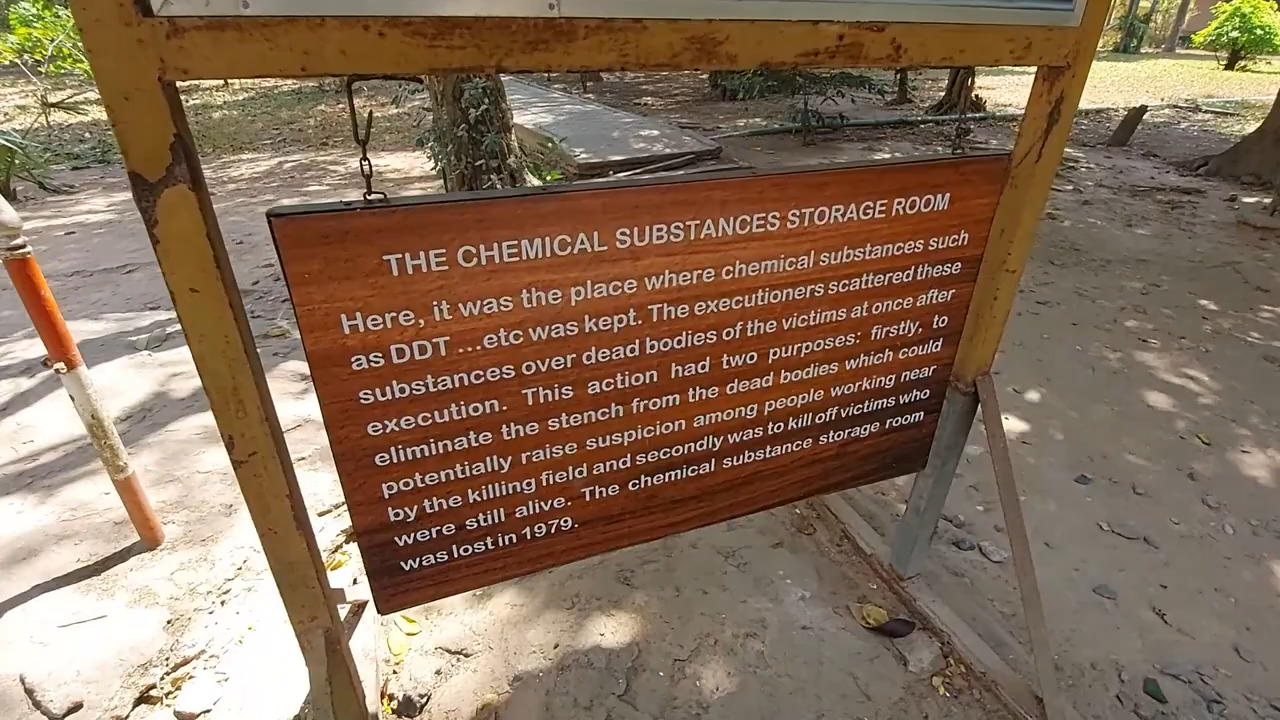 THE CHEMICAL SUBSTANCES STORAGE ROOM
Here, it was the place where chemical substances such
as DDT ...etc was kept. The executioners scattered these
substances over dead bodies of the victims at once after
execution. This action had two purposes: firstly, to
eliminate the stench from the dead bodies which could
potentially raise suspicion among people working near
by the killing field and secondly was to kill off victims who
were still alive. The chemical substance storage room
was lost in 1979.